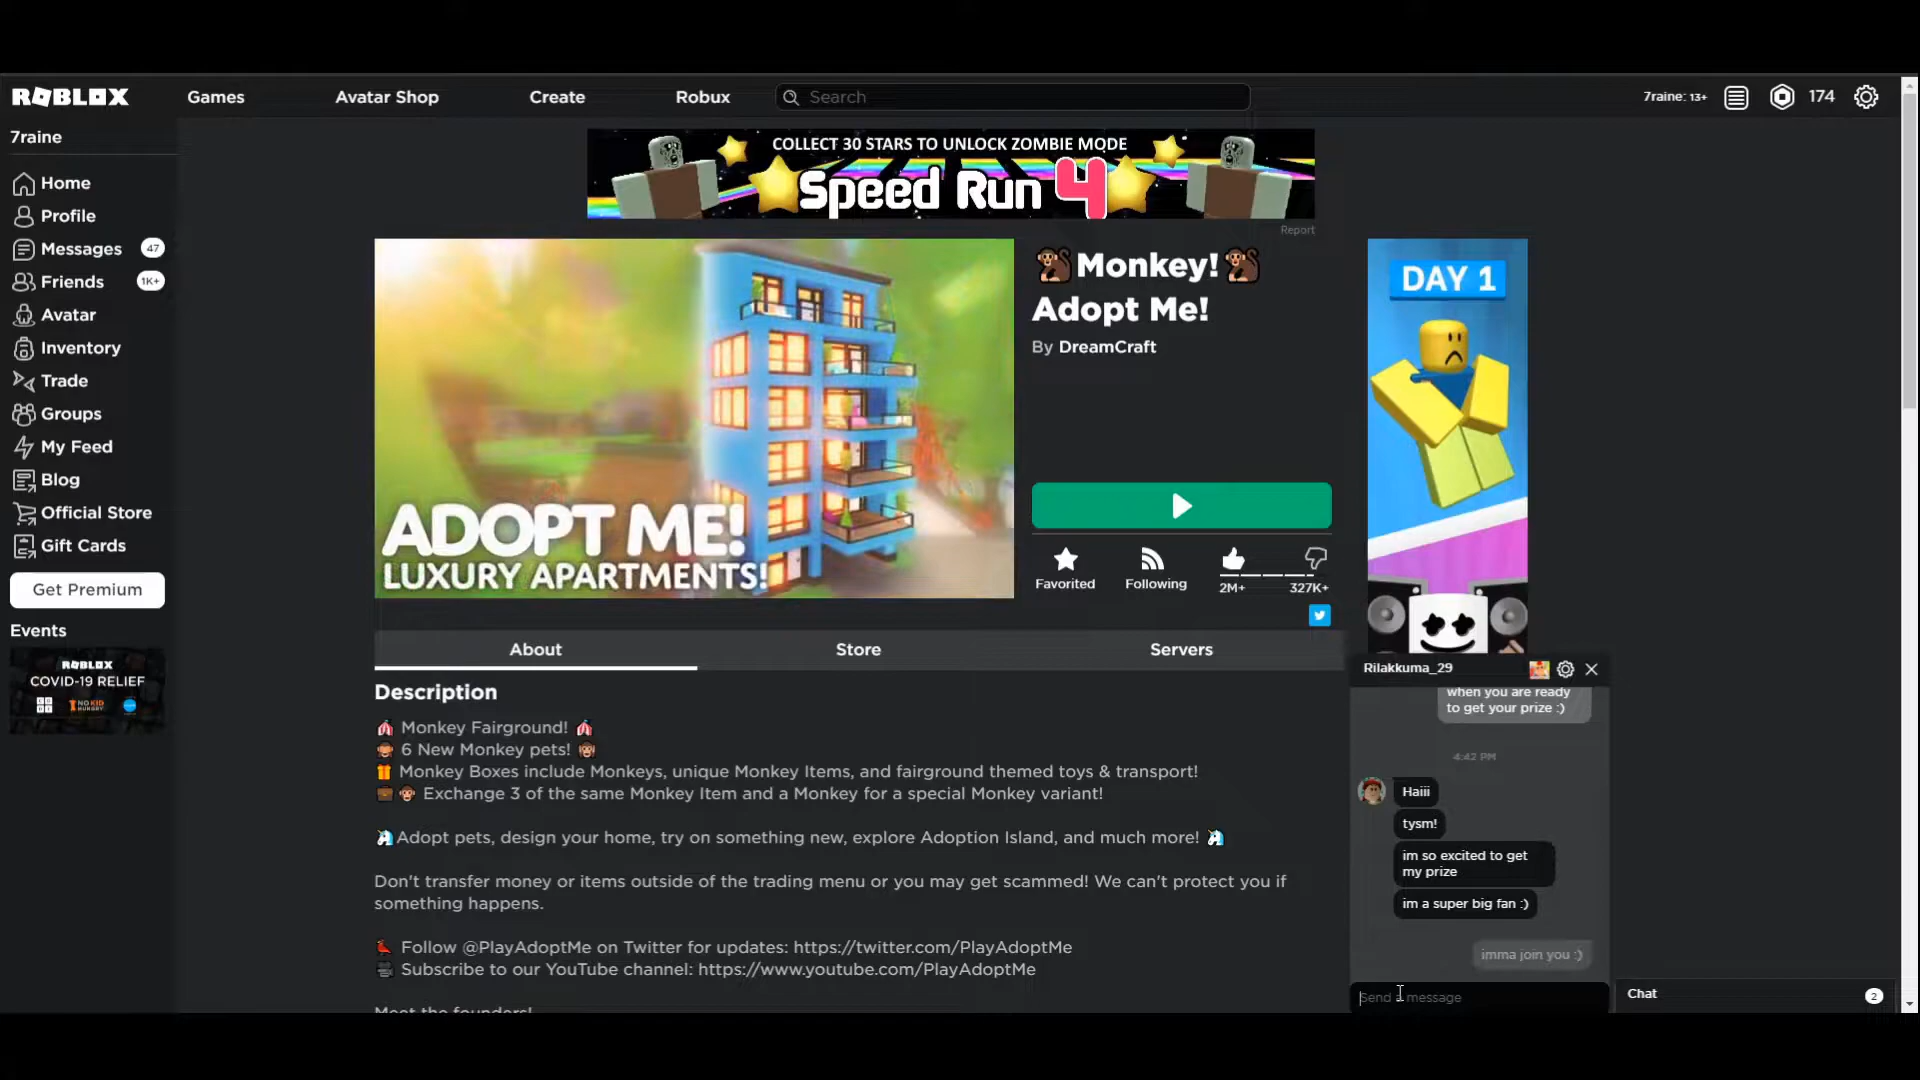 ROBLOX
Games
Avatar Shop
Create
Robux
Search
7raine: 13+
174
7raine
Home
Profile
Messages
47
Friends
1K+
Avatar
Inventory
Trade
Groups
My Feed
Blog
Official Store
Gift Cards
Get Premium
Events
ROBLOX
COVID-19 RELIEF
NO KID
HUNGRY
COLLECT 30 STARS TO UNLOCK ZOMBIE MODE
Speed Run 4
Report
ADOPT ME!
LUXURY APARTMENTS!
🐒Monkey!🐒
Adopt Me!
By DreamCraft
Favorited
Following
2M+
327K+
DAY 1
About
Store
Servers
Description
🎪 Monkey Fairground! 🎪
🐵 6 New Monkey pets! 🙉
🎁 Monkey Boxes include Monkeys, unique Monkey Items, and fairground themed toys & transport!
💼 🐵 Exchange 3 of the same Monkey Item and a Monkey for a special Monkey variant!
🦄Adopt pets, design your home, try on something new, explore Adoption Island, and much more! 🦄
Don't transfer money or items outside of the trading menu or you may get scammed! We can't protect you if
something happens.
Follow @PlayAdoptMe on Twitter for updates: https://twitter.com/PlayAdoptMe
Subscribe to our YouTube channel: https://www.youtube.com/PlayAdoptMe
Meet the founders!
Rilakkuma_29
when you are ready
to get your prize :)
4:42 PM
Haiii
tysm!
im so excited to get
my prize
im a super big fan :)
imma join you :)
Send a message
Chat
2